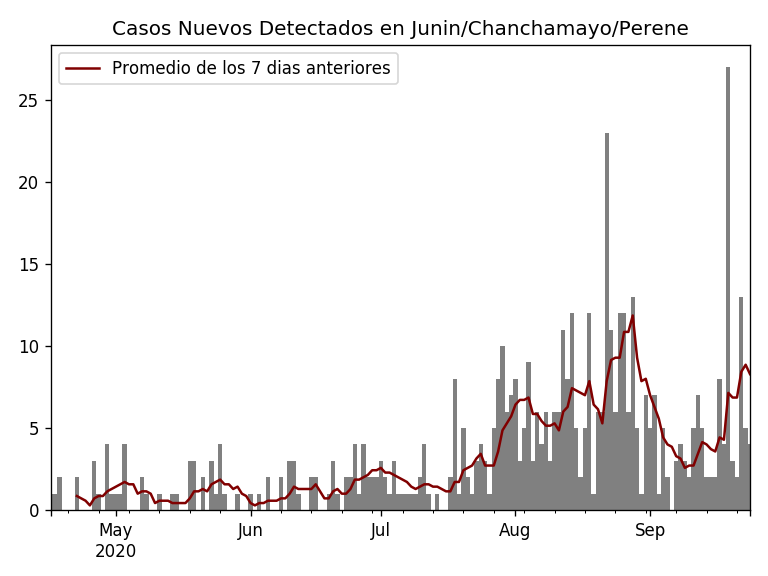 Casos Nuevos Detectados en Junin/Chanchamayo/Perene
Promedio de los 7 dias anteriores
25
20
15
10
5
0
May
2020
Jun
Jul
Aug
Sep